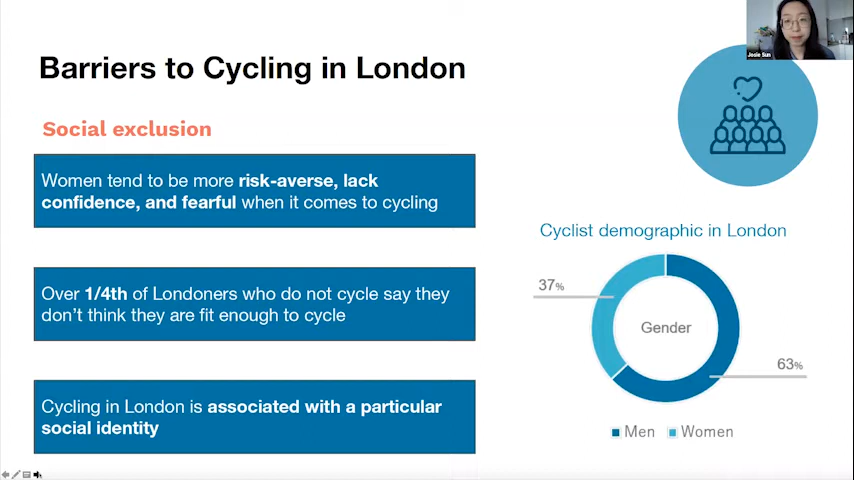 Barriers to Cycling in London
Josie Sun
Social exclusion
Women tend to be more risk-averse, lack
confidence, and fearful when it comes to cycling
Over 1/4th of Londoners who do not cycle say they
don't think they are fit enough to cycle
Cycling in London is associated with a particular
social identity
Cyclist demographic in London
37%
Gender
63%
Men Women